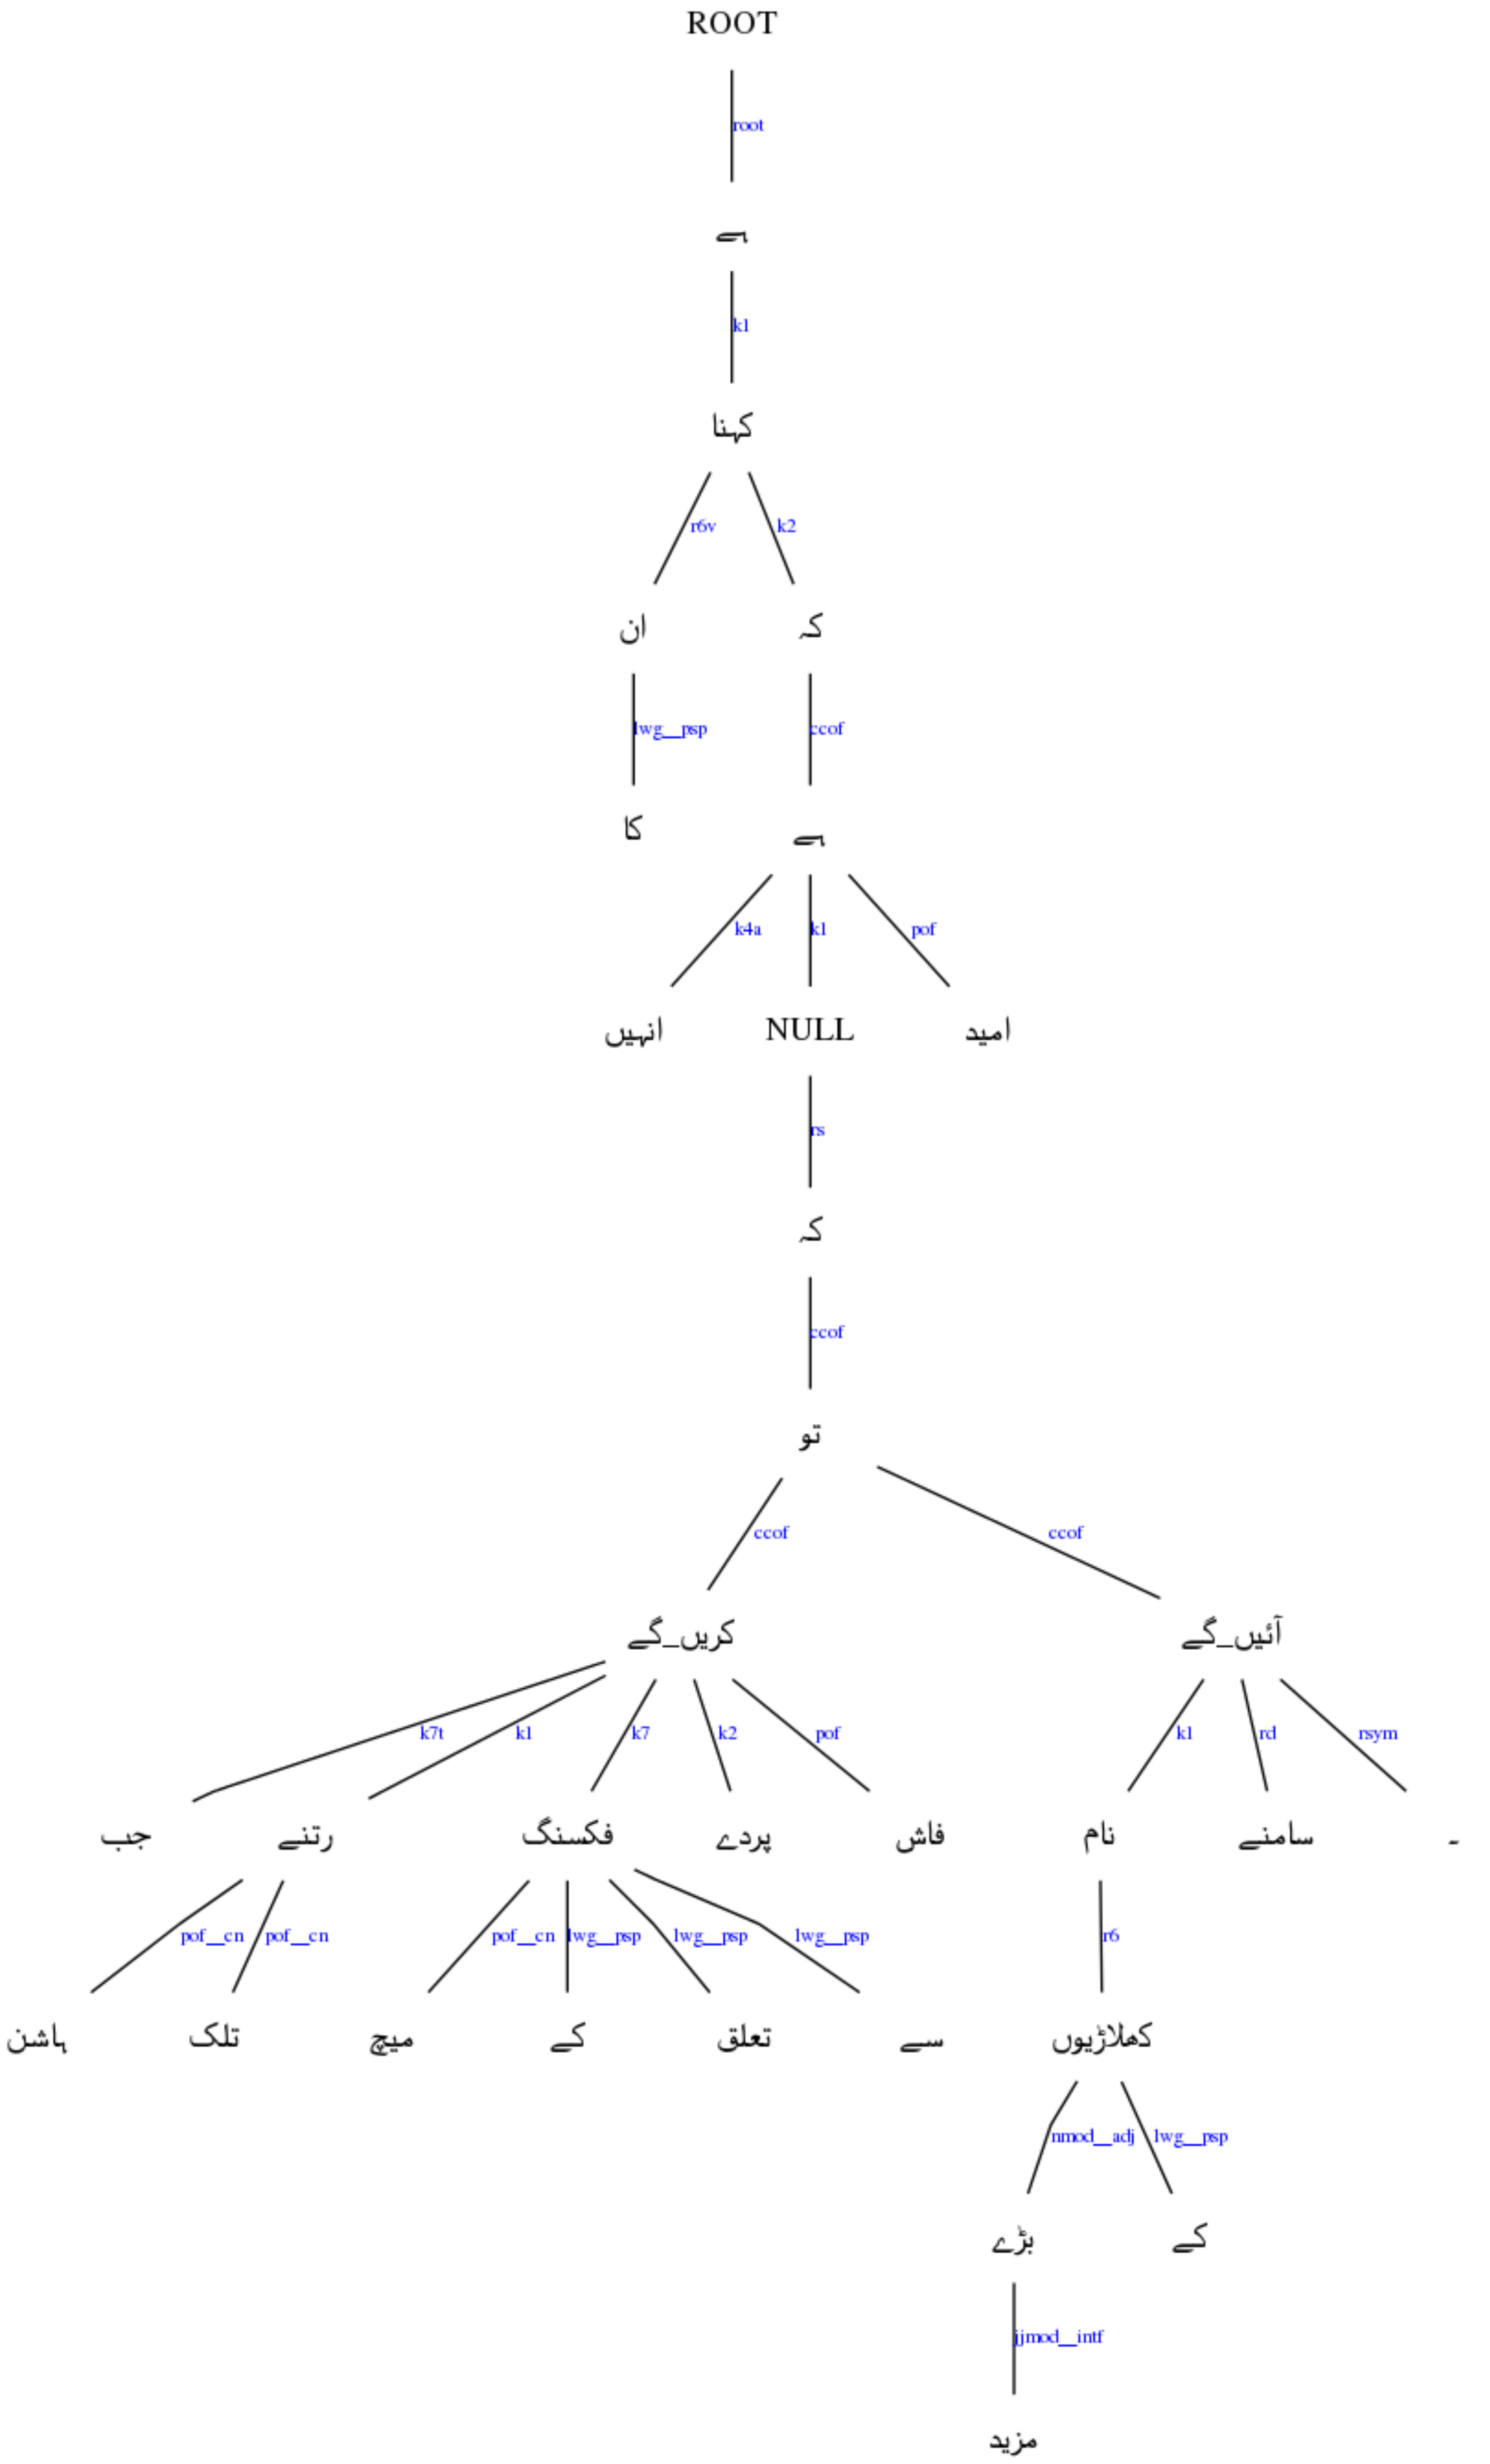 ROOT
root
ہے
k1
کہنا
r6v k2
ان کہ
lwg__psp ccof
کا ہے
k4a k1 pof
انہیں NULL امید
rs
کہ
ccof
تو
ccof ccof
کریں_گے آئیں_گے
k7t k1 k7 k2 pof k1 rd rsym
جب رتنے فکسنگ پردے فاش نام سامنے ۔
pof__cn pof__cn pof__cn lwg__psp lwg__psp lwg__psp r6
ہاشن تلک میچ کے تعلق سے کھلاڑیوں
nmod__adj lwg__psp
بڑے کے
jjmod__intf
مزید